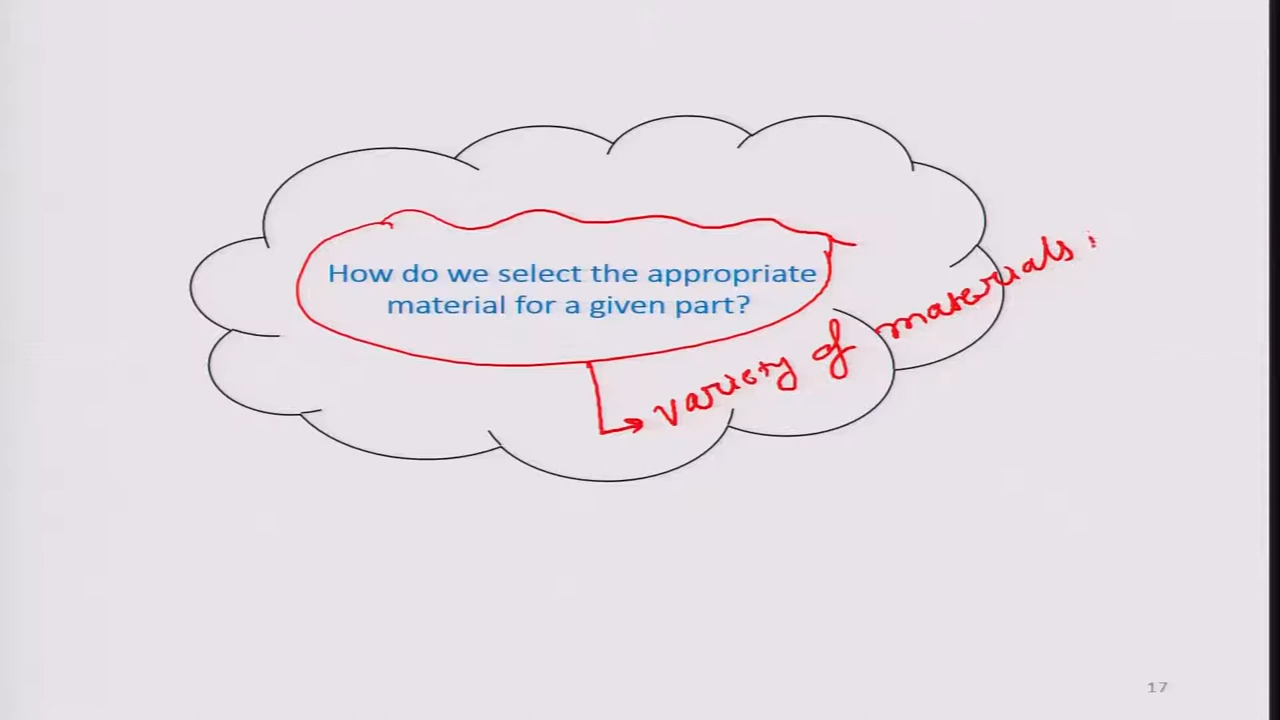 How do we select the appropriate
material for a given part?
variety of materials
17